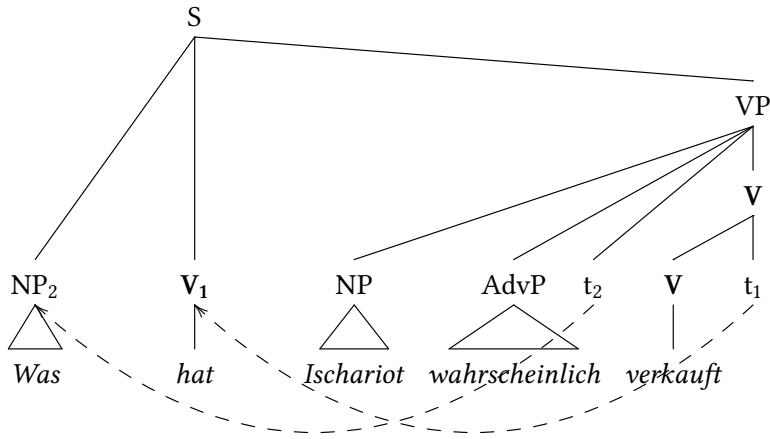 S
VP
V
NP₂ V₁ NP AdvP t₂ V t₁
Was hat Ischariot wahrscheinlich verkauft